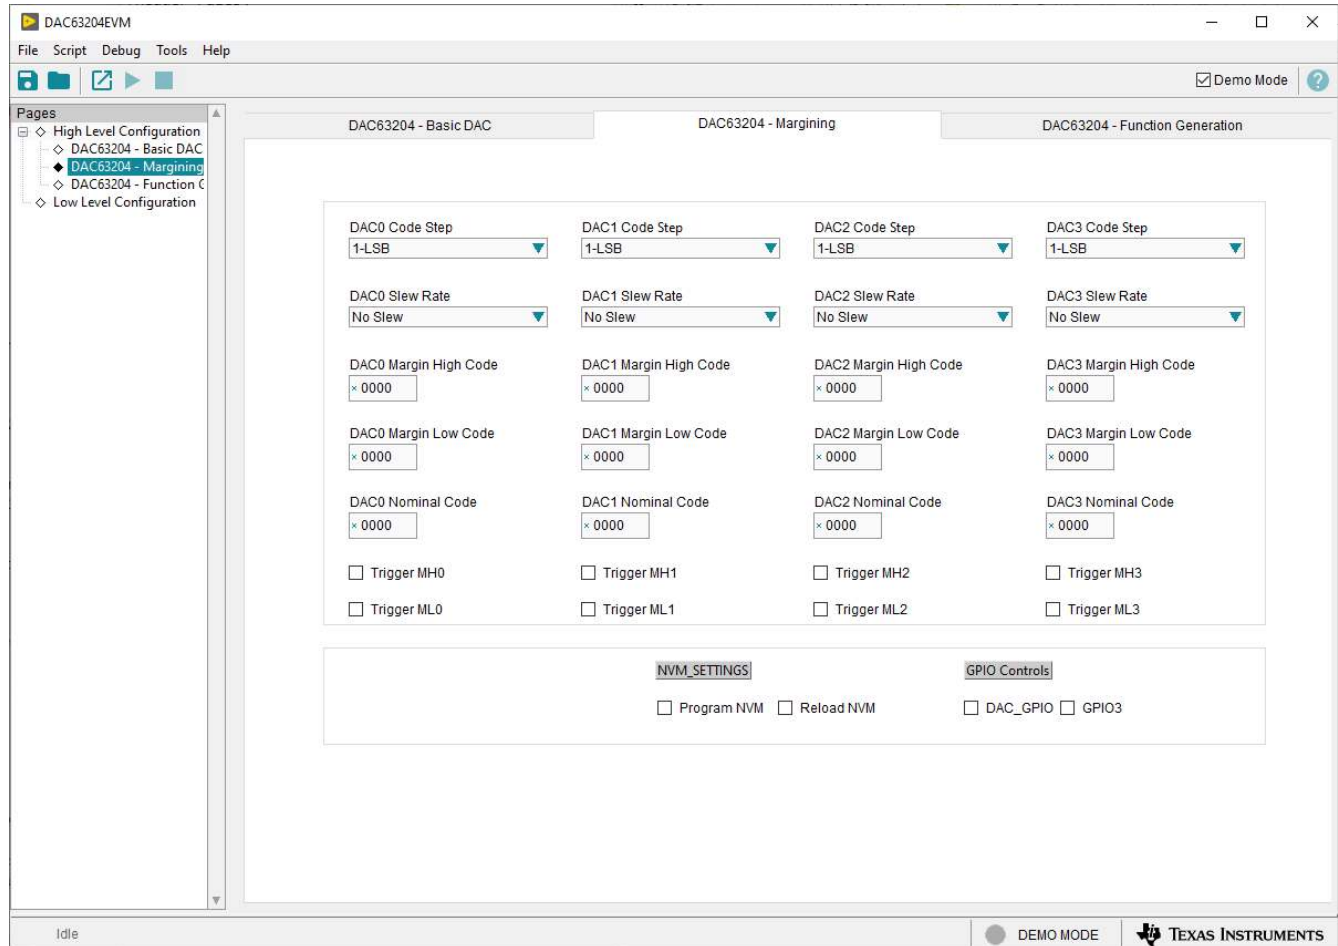 DAC63204EVM
File Script Debug Tools Help
Demo Mode
Pages
High Level Configuration
DAC63204 - Basic DAC
DAC63204 - Margining
DAC63204 - Function G
Low Level Configuration
DAC63204 - Basic DAC DAC63204 - Margining DAC63204 - Function Generation
DAC0 Code Step DAC1 Code Step DAC2 Code Step DAC3 Code Step
1-LSB 1-LSB 1-LSB 1-LSB
DAC0 Slew Rate DAC1 Slew Rate DAC2 Slew Rate DAC3 Slew Rate
No Slew No Slew No Slew No Slew
DAC0 Margin High Code DAC1 Margin High Code DAC2 Margin High Code DAC3 Margin High Code
× 0000 × 0000 × 0000 × 0000
DAC0 Margin Low Code DAC1 Margin Low Code DAC2 Margin Low Code DAC3 Margin Low Code
× 0000 × 0000 × 0000 × 0000
DAC0 Nominal Code DAC1 Nominal Code DAC2 Nominal Code DAC3 Nominal Code
× 0000 × 0000 × 0000 × 0000
Trigger MH0 Trigger MH1 Trigger MH2 Trigger MH3
Trigger ML0 Trigger ML1 Trigger ML2 Trigger ML3
NVM_SETTINGS GPIO Controls
Program NVM Reload NVM DAC_GPIO GPIO3
Idle DEMO MODE TEXAS INSTRUMENTS